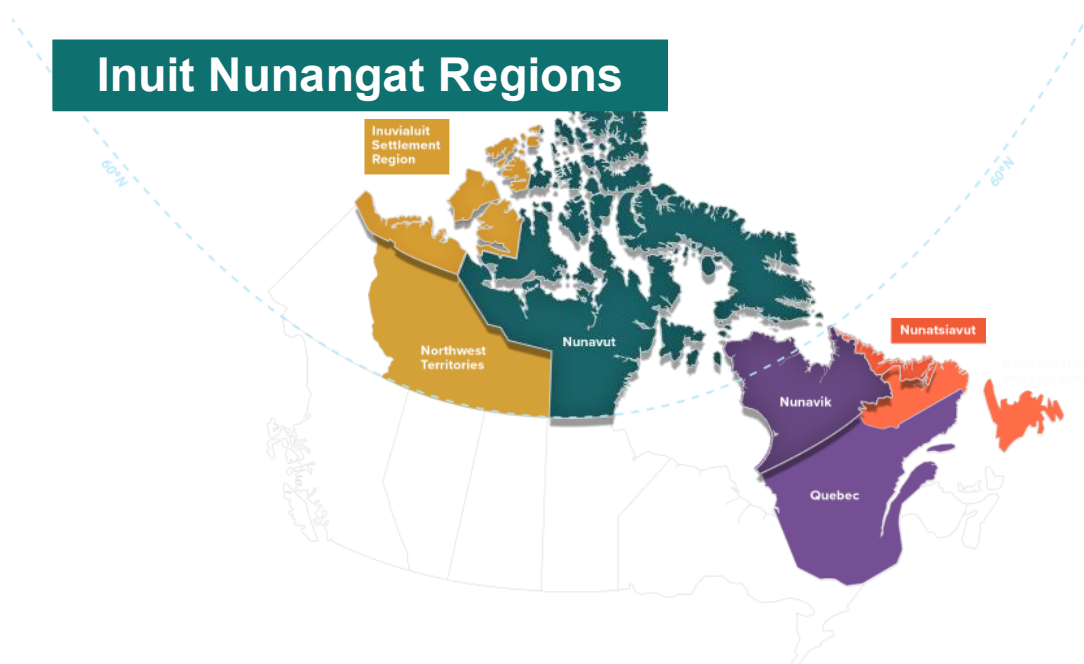 Inuit Nunangat Regions
Inuvialuit
Settlement
Region
60°N
60°N
Nunatsiavut
Nunavut
Northwest
Territories
Nunavik
Quebec